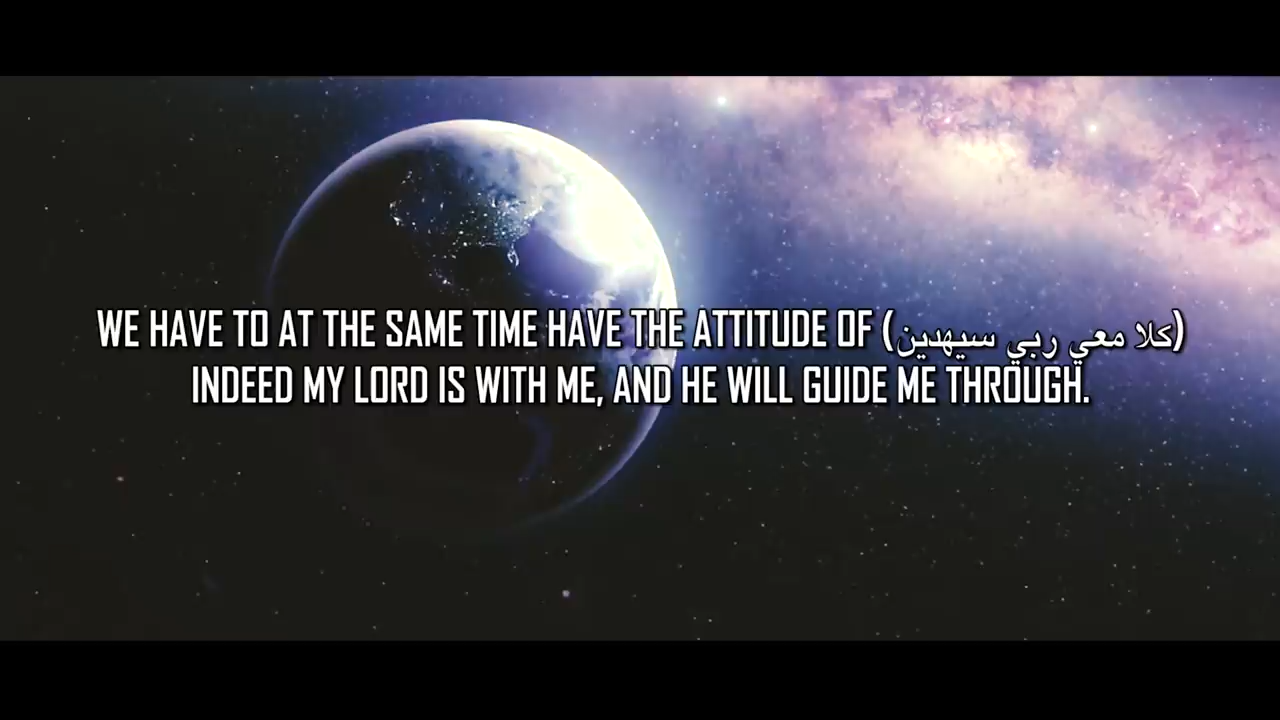 WE HAVE TO AT THE SAME TIME HAVE THE ATTITUDE OF (كلا معي ربي سيهدين)
INDEED MY LORD IS WITH ME, AND HE WILL GUIDE ME THROUGH.